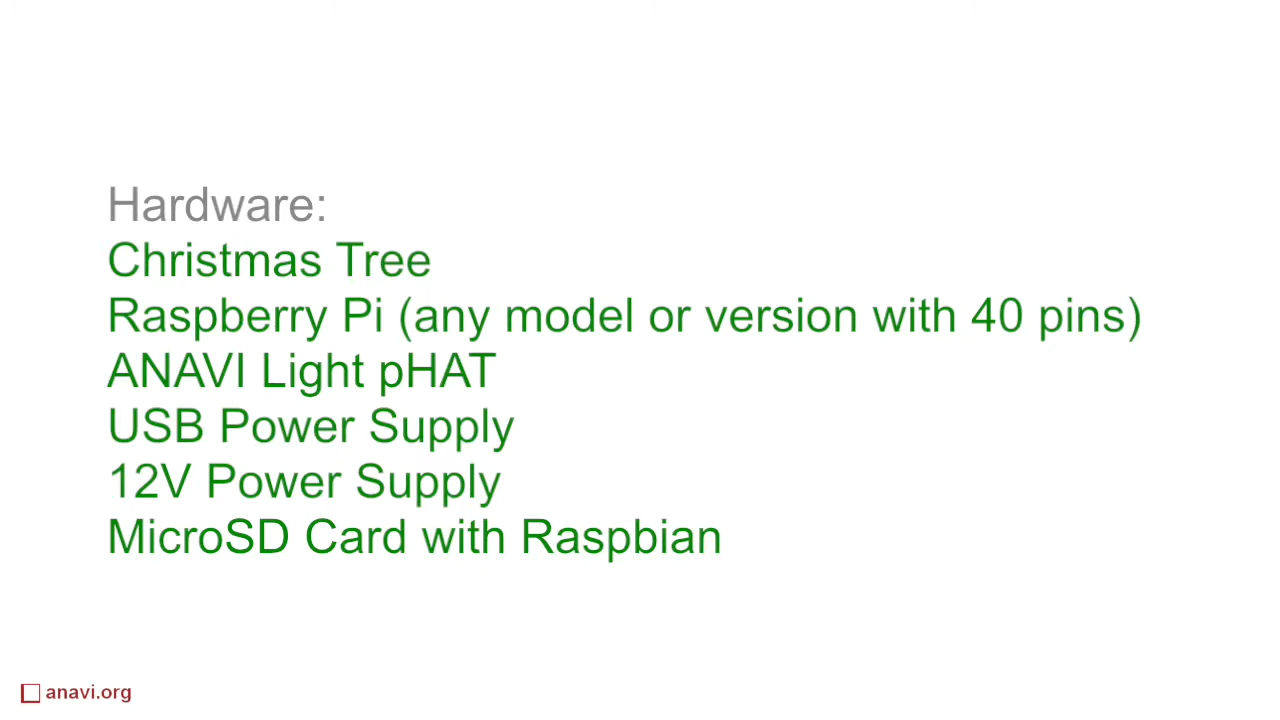 Hardware:
Christmas Tree
Raspberry Pi (any model or version with 40 pins)
ANAVI Light pHAT
USB Power Supply
12V Power Supply
MicroSD Card with Raspbian
anavi.org